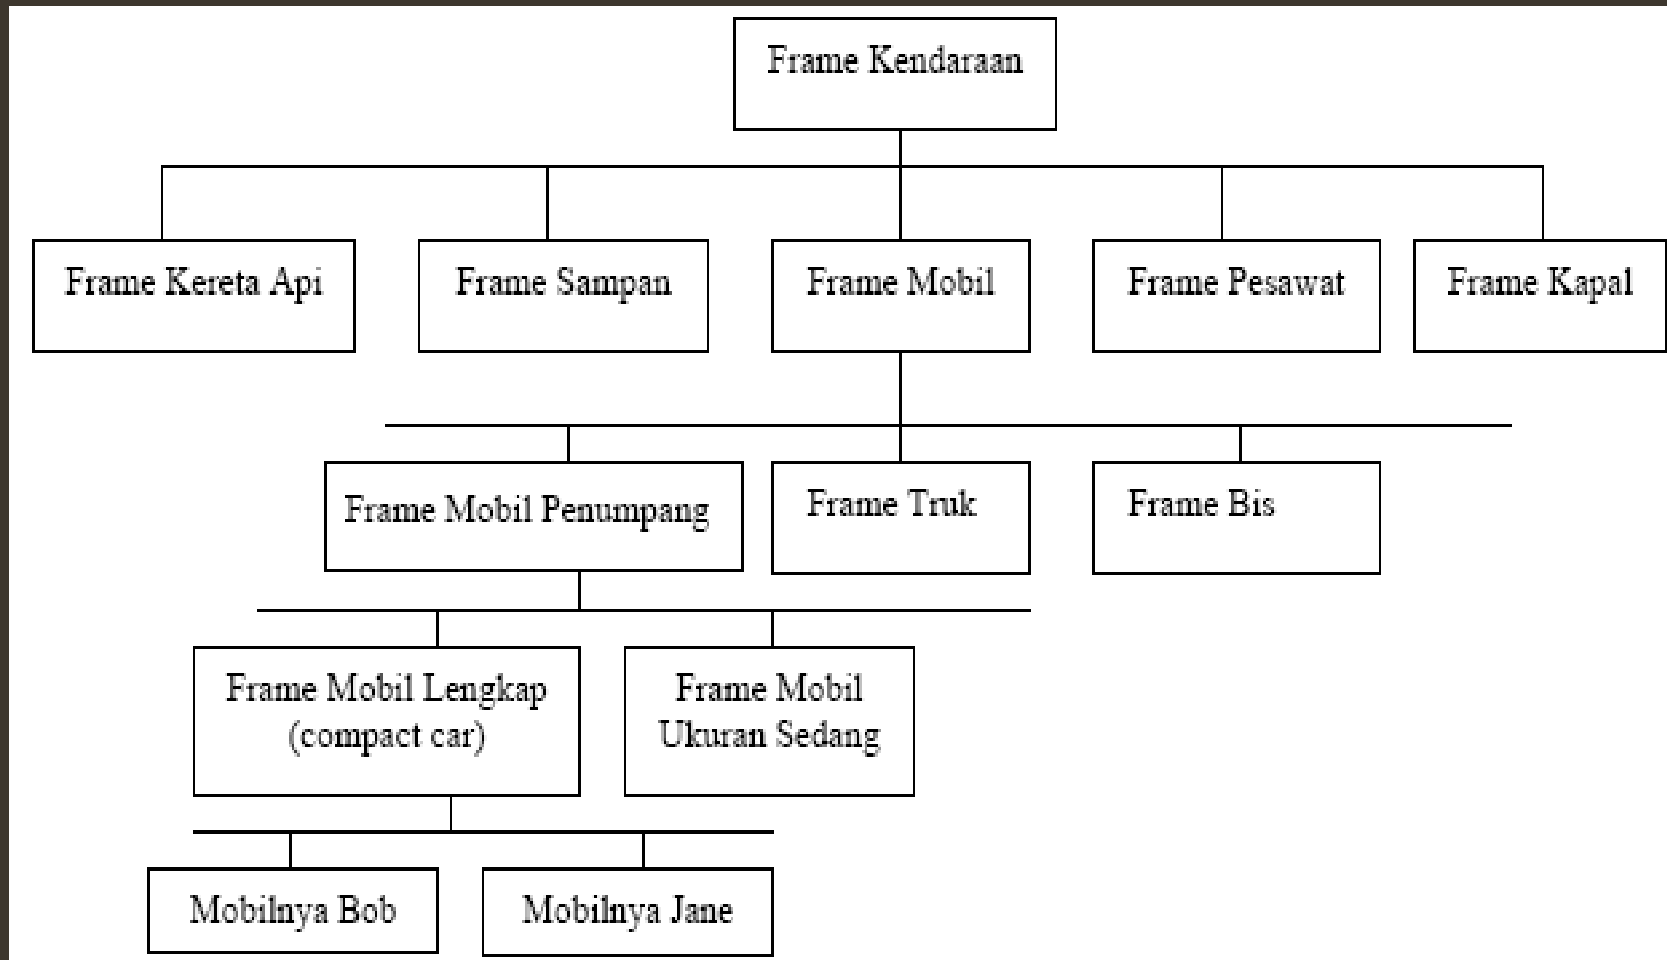 Frame Kendaraan
Frame Kereta Api
Frame Sampan
Frame Mobil
Frame Pesawat
Frame Kapal
Frame Mobil Penumpang
Frame Truk
Frame Bis
Frame Mobil Lengkap
(compact car)
Frame Mobil
Ukuran Sedang
Mobilnya Bob
Mobilnya Jane